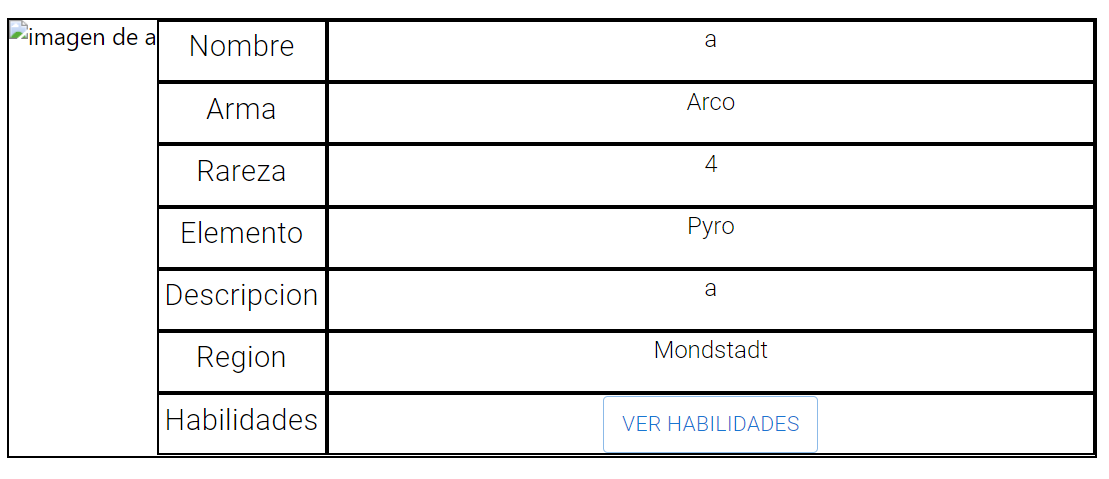 imagen de a
Nombre a
Arma Arco
Rareza 4
Elemento Pyro
Descripcion a
Region Mondstadt
Habilidades VER HABILIDADES